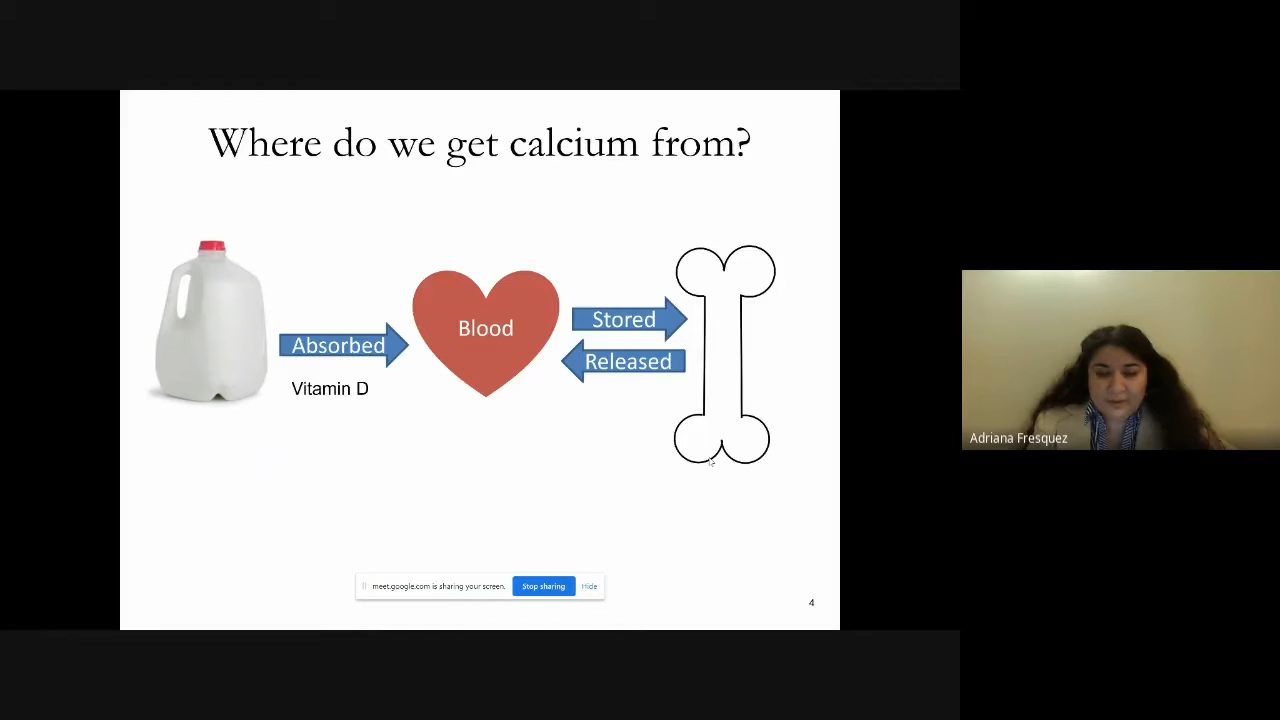 Where do we get calcium from?
Absorbed
Vitamin D
Blood
Stored
Released
meet.google.com is sharing your screen.
Stop sharing
Hide
4
Adriana Fresquez